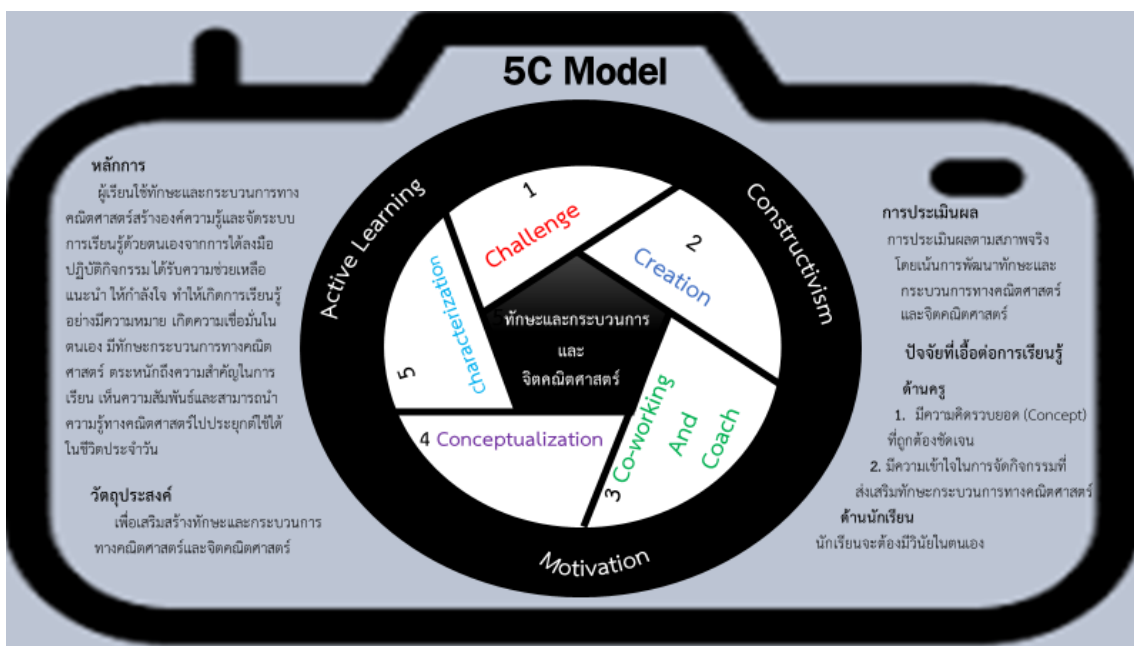 5C Model
หลักการ
ผู้เรียนใช้ทักษะและกระบวนการทาง
คณิตศาสตร์สร้างองค์ความรู้และจัดระบบ
การเรียนรู้ด้วยตนเองจากการได้ลงมือ
ปฏิบัติกิจกรรม ได้รับความช่วยเหลือ
แนะนำ ให้กำลังใจ ทำให้เกิดการเรียนรู้
อย่างมีความหมาย เกิดความเชื่อมั่นใน
ตนเอง มีทักษะกระบวนการทางคณิต
ศาสตร์ ตระหนักถึงความสำคัญในการ
เรียน เห็นความสัมพันธ์และสามารถนำ
ความรู้ทางคณิตศาสตร์ไปประยุกต์ใช้ได้
ในชีวิตประจำวัน
วัตถุประสงค์
เพื่อเสริมสร้างทักษะและกระบวนการ
ทางคณิตศาสตร์และจิตคณิตศาสตร์
Active Learning
Constructivism
Motivation
1
Challenge
2
Creation
3
Co-working
And
Coach
4 Conceptualization
5
characterization
5 ทักษะและกระบวนการ
และ
จิตคณิตศาสตร์
การประเมินผล
การประเมินผลตามสภาพจริง
โดยเน้นการพัฒนาทักษะและ
กระบวนการทางคณิตศาสตร์
และจิตคณิตศาสตร์
ปัจจัยที่เอื้อต่อการเรียนรู้
ด้านครู
1. มีความคิดรวบยอด (Concept)
ที่ถูกต้องชัดเจน
2. มีความเข้าใจในการจัดกิจกรรมที่
ส่งเสริมทักษะกระบวนการทางคณิตศาสตร์
ด้านนักเรียน
นักเรียนจะต้องมีวินัยในตนเอง